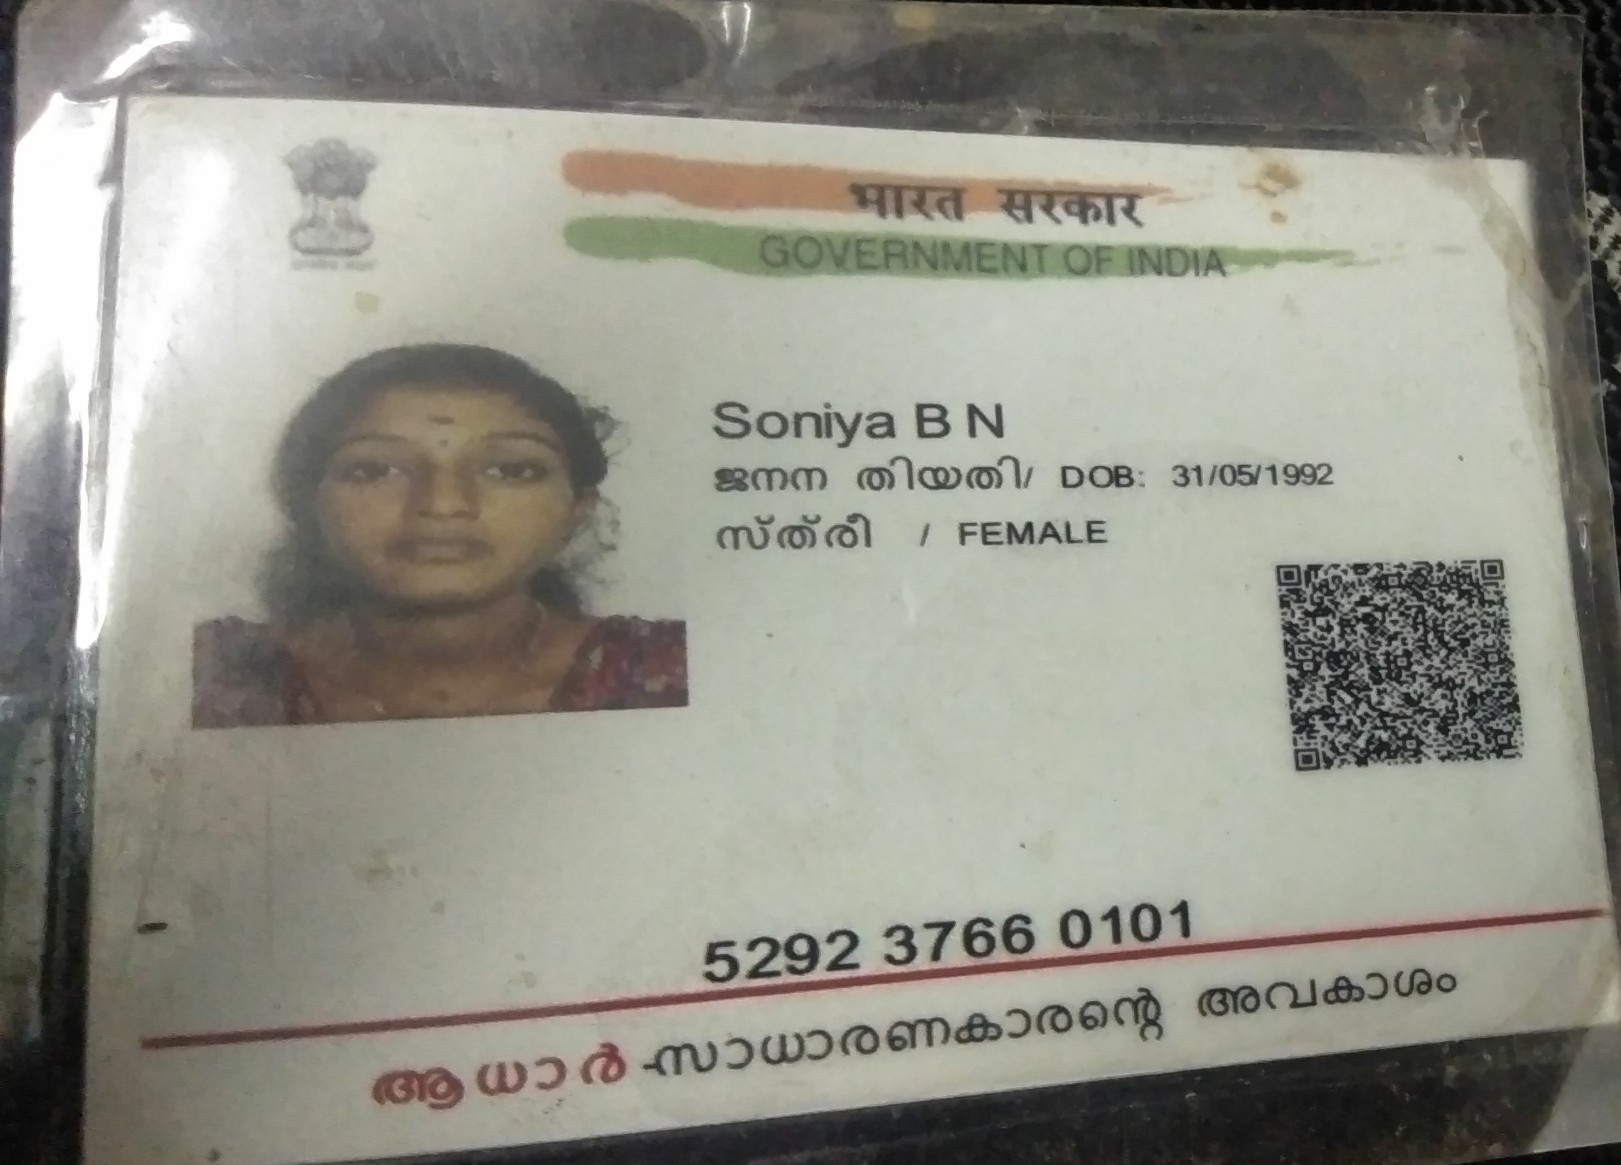 भारत सरकार
GOVERNMENT OF INDIA
Soniya B N
ജനന തിയതി/ DOB: 31/05/1992
സ്ത്രീ / FEMALE
5292 3766 0101
ആധാർ-സാധാരണകാരന്റെ അവകാശം